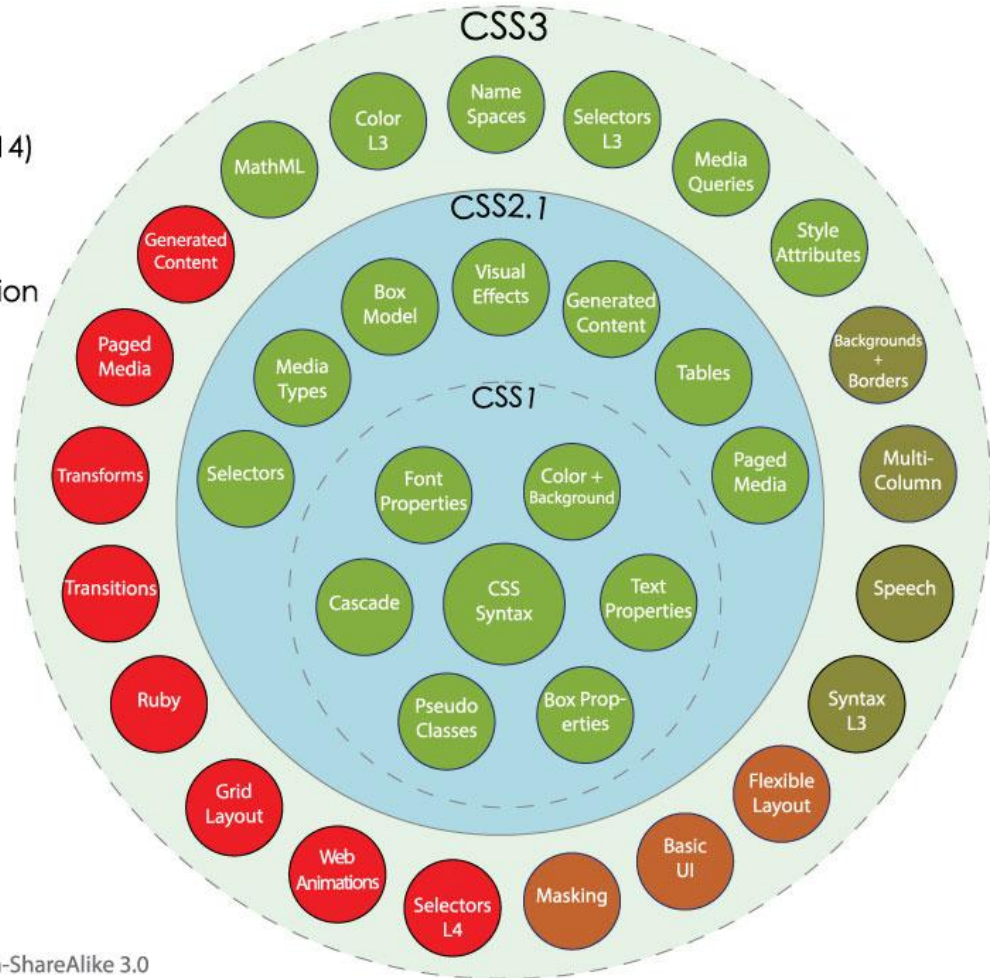 CSS3
14)
ion
Name
Spaces
Color
L3
Selectors
L3
MathML
Media
Queries
Generated
Content
Style
Attributes
Paged
Media
Backgrounds
+
Borders
Transforms
Multi-
Column
Transitions
Speech
Ruby
Syntax
L3
Grid
Layout
Flexible
Layout
Web
Animations
Basic
UI
Selectors
L4
Masking
CSS2.1
Visual
Effects
Box
Model
Generated
Content
Media
Types
Tables
Selectors
Paged
Media
CSS1
Font
Properties
Color +
Background
Cascade
CSS
Syntax
Text
Properties
Pseudo
Classes
Box Prop-
erties
-ShareAlike 3.0